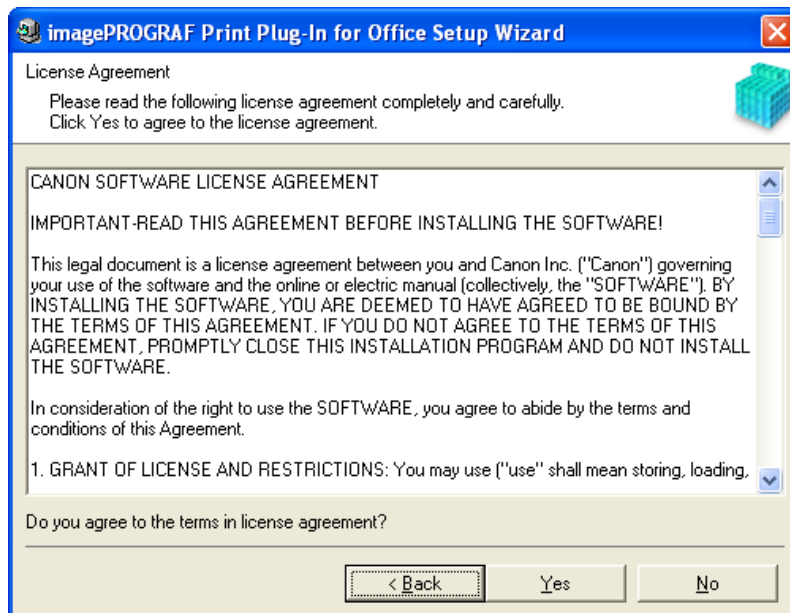 imagePROGRAF Print Plug-In for Office Setup Wizard
License Agreement
Please read the following license agreement completely and carefully.
Click Yes to agree to the license agreement.
CANON SOFTWARE LICENSE AGREEMENT
IMPORTANT-READ THIS AGREEMENT BEFORE INSTALLING THE SOFTWARE!
This legal document is a license agreement between you and Canon Inc. ("Canon") governing
your use of the software and the online or electric manual (collectively, the "SOFTWARE"). BY
INSTALLING THE SOFTWARE, YOU ARE DEEMED TO HAVE AGREED TO BE BOUND BY
THE TERMS OF THIS AGREEMENT. IF YOU DO NOT AGREE TO THE TERMS OF THIS
AGREEMENT, PROMPTLY CLOSE THIS INSTALLATION PROGRAM AND DO NOT INSTALL
THE SOFTWARE.
In consideration of the right to use the SOFTWARE, you agree to abide by the terms and
conditions of this Agreement.
1. GRANT OF LICENSE AND RESTRICTIONS: You may use ("use" shall mean storing, loading,
Do you agree to the terms in license agreement?
< Back Yes No